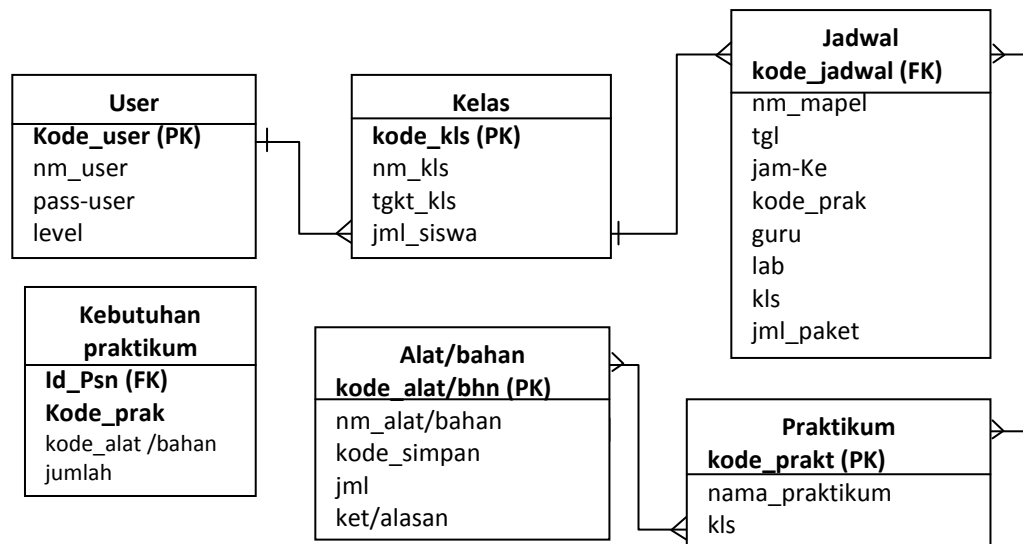 User
Kode_user (PK)
nm_user
pass-user
level
Kelas
kode_kls (PK)
nm_kls
tgkt_kls
jml_siswa
Jadwal
kode_jadwal (FK)
nm_mapel
tgl
jam-Ke
kode_prak
guru
lab
kls
jml_paket
Kebutuhan
praktikum
Id_Psn (FK)
Kode_prak
kode_alat /bahan
jumlah
Alat/bahan
kode_alat/bhn (PK)
nm_alat/bahan
kode_simpan
jml
ket/alasan
Praktikum
kode_prakt (PK)
nama_praktikum
kls